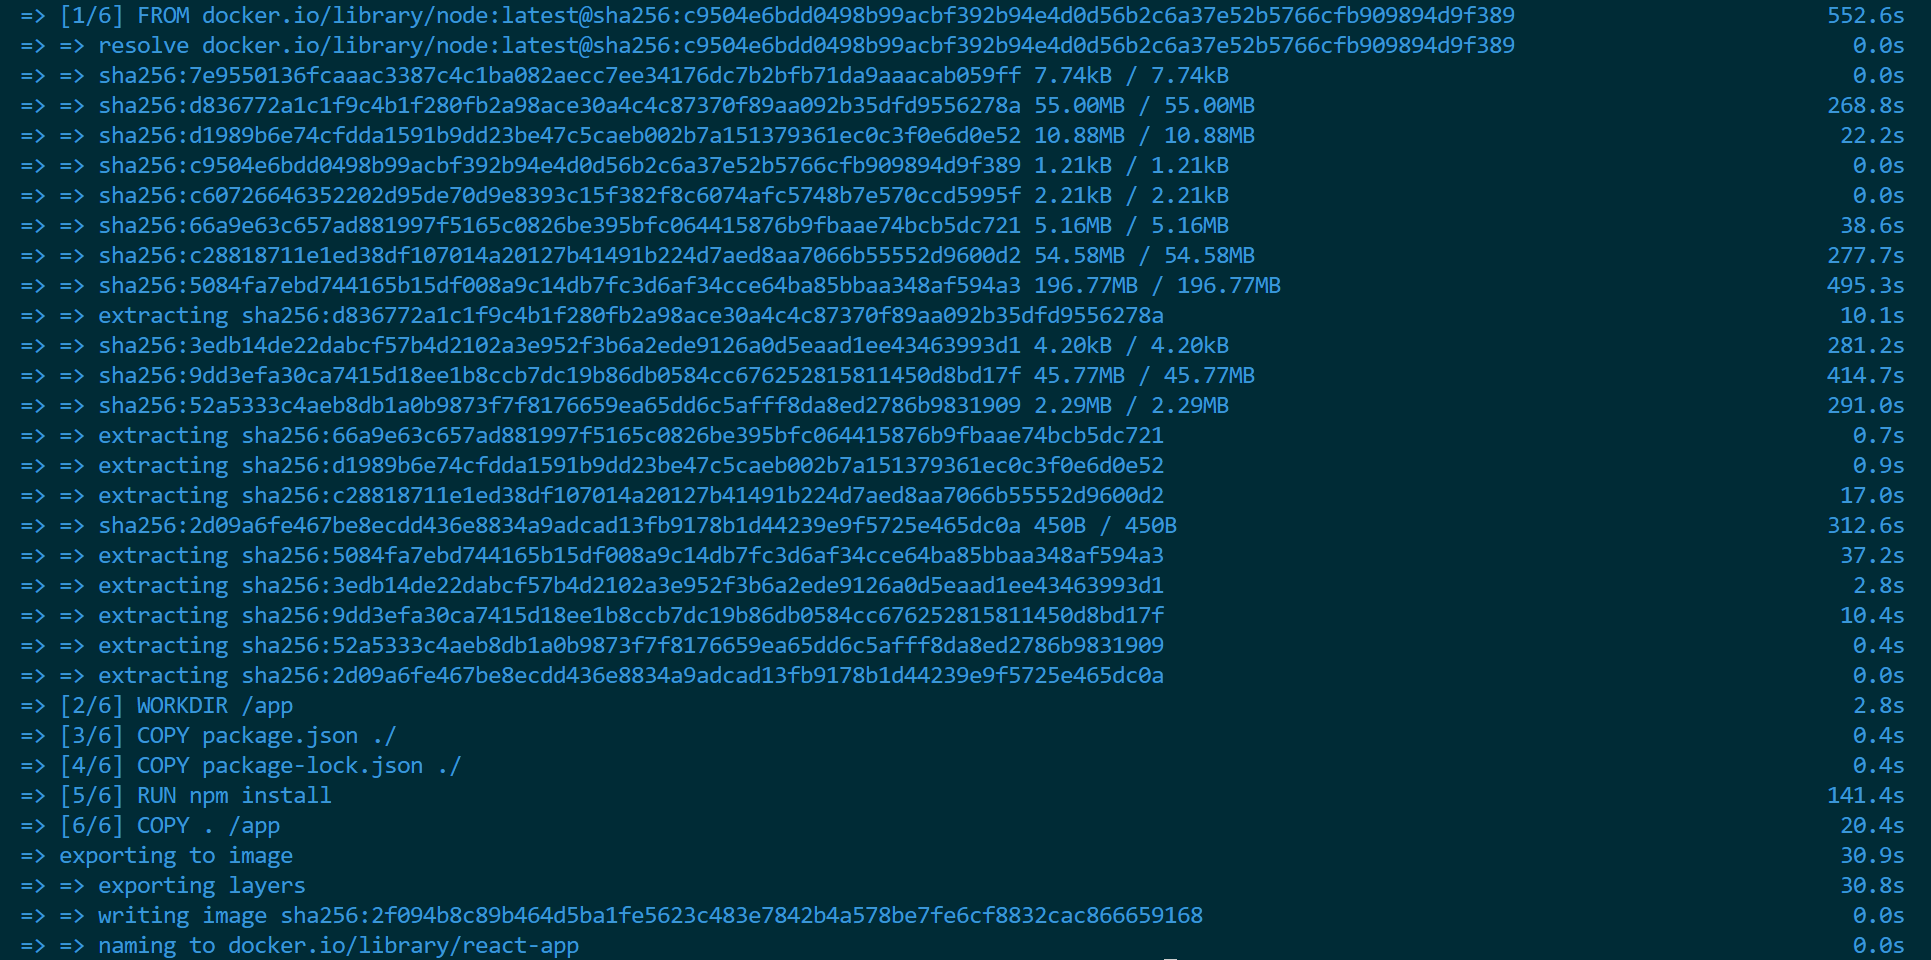 => [1/6] FROM docker.io/library/node:latest@sha256:c9504e6bdd0498b99acbf392b94e4d0d56b2c6a37e52b5766cfb909894d9f389 552.6s
=> => resolve docker.io/library/node:latest@sha256:c9504e6bdd0498b99acbf392b94e4d0d56b2c6a37e52b5766cfb909894d9f389 0.0s
=> => sha256:7e9550136fcaaac3387c4c1ba082aecc7ee34176dc7b2bfb71da9aaacab059ff 7.74kB / 7.74kB 0.0s
=> => sha256:d836772a1c1f9c4b1f280fb2a98ace30a4c4c87370f89aa092b35dfd9556278a 55.00MB / 55.00MB 268.8s
=> => sha256:d1989b6e74cfdda1591b9dd23be47c5caeb002b7a151379361ec0c3f0e6d0e52 10.88MB / 10.88MB 22.2s
=> => sha256:c9504e6bdd0498b99acbf392b94e4d0d56b2c6a37e52b5766cfb909894d9f389 1.21kB / 1.21kB 0.0s
=> => sha256:c60726646352202d95de70d9e8393c15f382f8c6074afc5748b7e570ccd5995f 2.21kB / 2.21kB 0.0s
=> => sha256:66a9e63c657ad881997f5165c0826be395bfc064415876b9fbaae74bcb5dc721 5.16MB / 5.16MB 38.6s
=> => sha256:c28818711e1ed38df107014a20127b41491b224d7aed8aa7066b55552d9600d2 54.58MB / 54.58MB 277.7s
=> => sha256:5084fa7ebd744165b15df008a9c14db7fc3d6af34cce64ba85bbaa348af594a3 196.77MB / 196.77MB 495.3s
=> => extracting sha256:d836772a1c1f9c4b1f280fb2a98ace30a4c4c87370f89aa092b35dfd9556278a 10.1s
=> => sha256:3edb14de22dabcf57b4d2102a3e952f3b6a2ede9126a0d5eaad1ee43463993d1 4.20kB / 4.20kB 281.2s
=> => sha256:9dd3efa30ca7415d18ee1b8ccb7dc19b86db0584cc676252815811450d8bd17f 45.77MB / 45.77MB 414.7s
=> => sha256:52a5333c4aeb8db1a0b9873f7f8176659ea65dd6c5afff8da8ed2786b9831909 2.29MB / 2.29MB 291.0s
=> => extracting sha256:66a9e63c657ad881997f5165c0826be395bfc064415876b9fbaae74bcb5dc721 0.7s
=> => extracting sha256:d1989b6e74cfdda1591b9dd23be47c5caeb002b7a151379361ec0c3f0e6d0e52 0.9s
=> => extracting sha256:c28818711e1ed38df107014a20127b41491b224d7aed8aa7066b55552d9600d2 17.0s
=> => sha256:2d09a6fe467be8ecdd436e8834a9adcad13fb9178b1d44239e9f5725e465dc0a 450B / 450B 312.6s
=> => extracting sha256:5084fa7ebd744165b15df008a9c14db7fc3d6af34cce64ba85bbaa348af594a3 37.2s
=> => extracting sha256:3edb14de22dabcf57b4d2102a3e952f3b6a2ede9126a0d5eaad1ee43463993d1 2.8s
=> => extracting sha256:9dd3efa30ca7415d18ee1b8ccb7dc19b86db0584cc676252815811450d8bd17f 10.4s
=> => extracting sha256:52a5333c4aeb8db1a0b9873f7f8176659ea65dd6c5afff8da8ed2786b9831909 0.4s
=> => extracting sha256:2d09a6fe467be8ecdd436e8834a9adcad13fb9178b1d44239e9f5725e465dc0a 0.0s
=> [2/6] WORKDIR /app 2.8s
=> [3/6] COPY package.json ./ 0.4s
=> [4/6] COPY package-lock.json ./ 0.4s
=> [5/6] RUN npm install 141.4s
=> [6/6] COPY . /app 20.4s
=> exporting to image 30.9s
=> => exporting layers 30.8s
=> => writing image sha256:2f094b8c89b464d5ba1fe5623c483e7842b4a578be7fe6cf8832cac866659168 0.0s
=> => naming to docker.io/library/react-app 0.0s